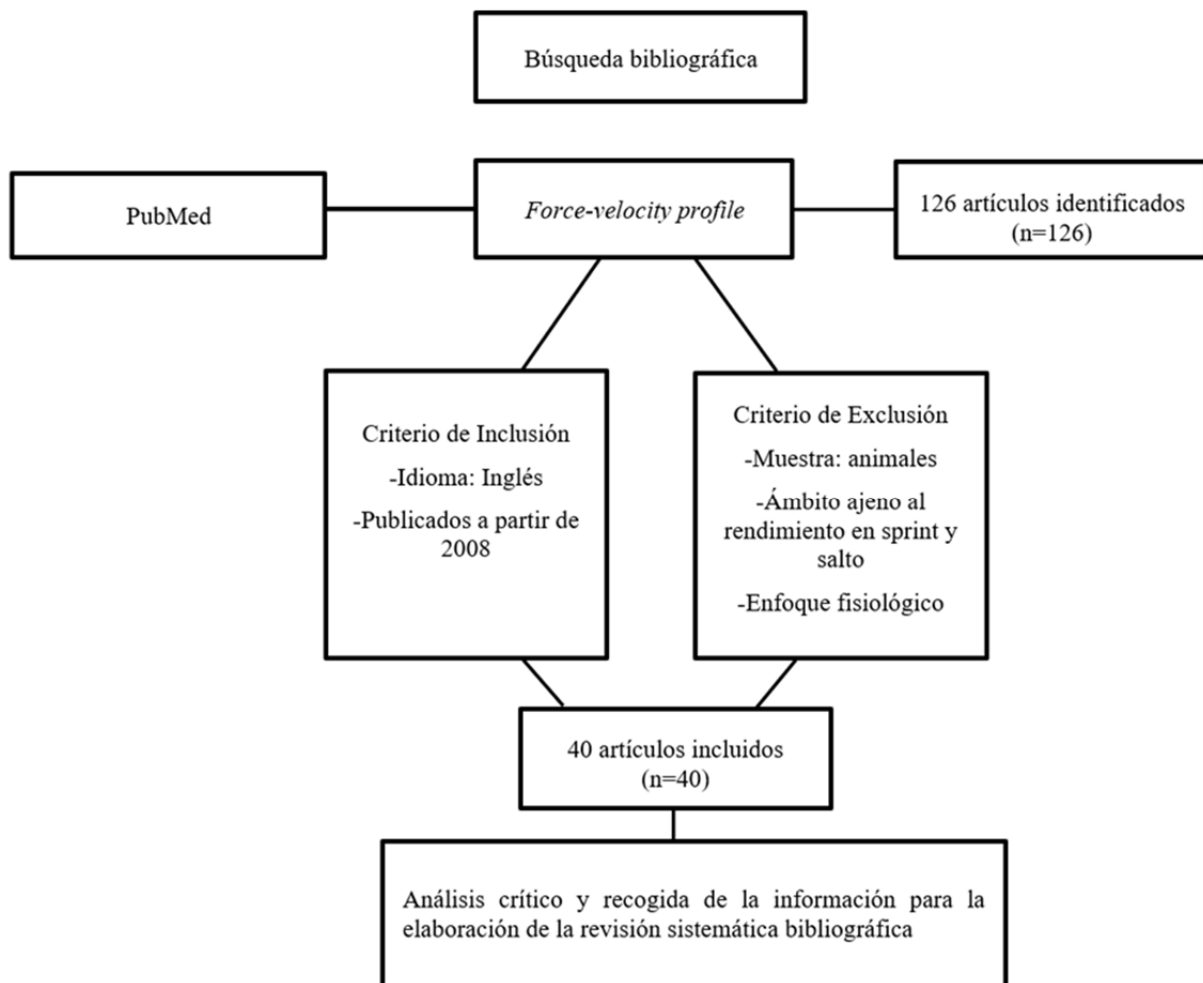 Búsqueda bibliográfica
PubMed
Force-velocity profile
126 artículos identificados
(n=126)
Criterio de Inclusión
-Idioma: Inglés
-Publicados a partir de
2008
Criterio de Exclusión
-Muestra: animales
-Ámbito ajeno al
rendimiento en sprint y
salto
-Enfoque fisiológico
40 artículos incluidos
(n=40)
Análisis crítico y recogida de la información para la
elaboración de la revisión sistemática bibliográfica